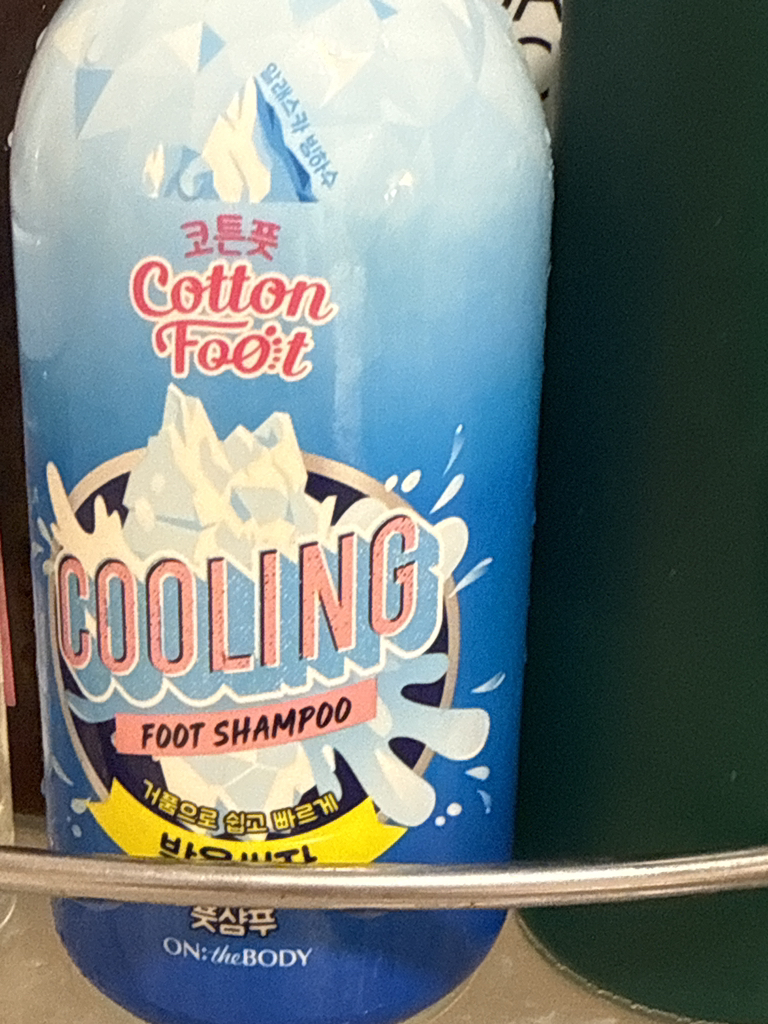 알래스카 빙하수
코튼풋
Cotton
Foot
COOLING
FOOT SHAMPOO
거품으로 쉽고 빠르게
풋샴푸
ON: the BODY